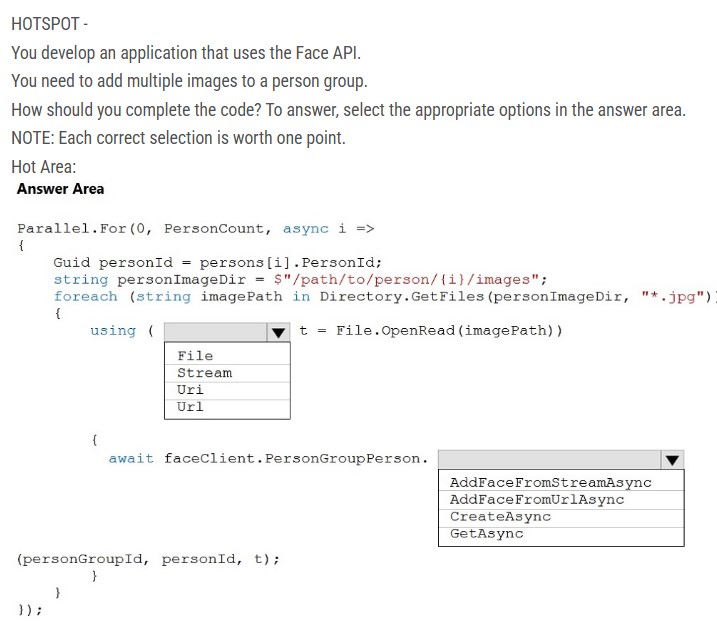 HOTSPOT -
You develop an application that uses the Face API.
You need to add multiple images to a person group.
How should you complete the code? To answer, select the appropriate options in the answer area.
NOTE: Each correct selection is worth one point.
Hot Area:
Answer Area
Parallel.For(0, PersonCount, async i =>
{
Guid personId = persons[i].PersonId;
string personImageDir = $"/path/to/person/{i}/images";
foreach (string imagePath in Directory.GetFiles(personImageDir, "*.jpg"))
{
using ( t = File.OpenRead(imagePath))
File
Stream
Uri
Url
{
await faceClient.PersonGroupPerson.
AddFaceFromStreamAsync
AddFaceFromUrlAsync
CreateAsync
GetAsync
(personGroupId, personId, t);
}
}
});